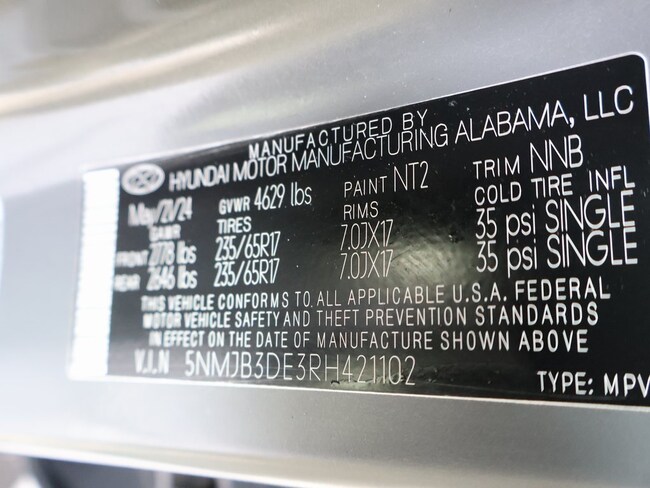 MANUFACTURED BY
HYUNDAI MOTOR MANUFACTURING ALABAMA, LLC
May/20/24 GVWR 4629 lbs PAINT NT2 TRIM NNB
GAWR TIRES RIMS COLD TIRE INFL
FRONT 2778 lbs 235/65R17 7.0JX17 35 psi SINGLE
REAR 2646 lbs 235/65R17 7.0JX17 35 psi SINGLE
THIS VEHICLE CONFORMS TO ALL APPLICABLE U.S.A. FEDERAL
MOTOR VEHICLE SAFETY AND THEFT PREVENTION STANDARDS
IN EFFECT ON THE DATE OF MANUFACTURE SHOWN ABOVE
V.I.N 5NMJB3DE3RH421102
TYPE: MPV